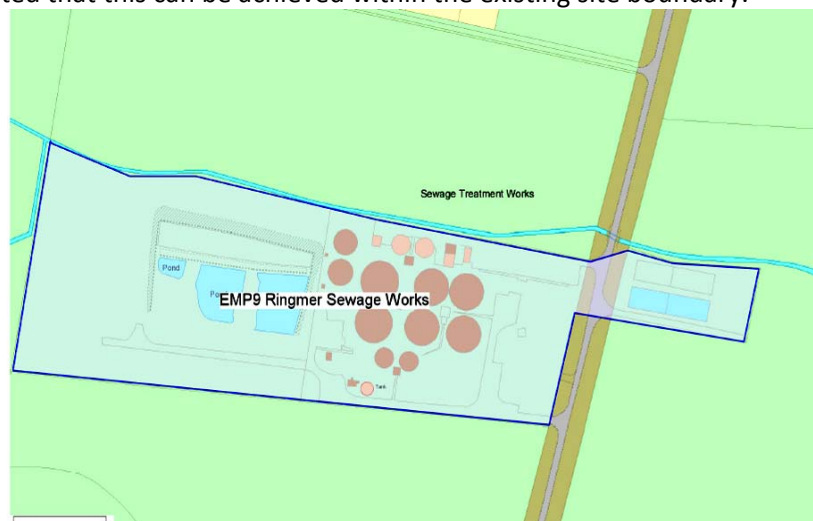 ted that this can be achieved within the existing site boundary.
Sewage Treatment Works
Pond
EMP9 Ringmer Sewage Works
Tank